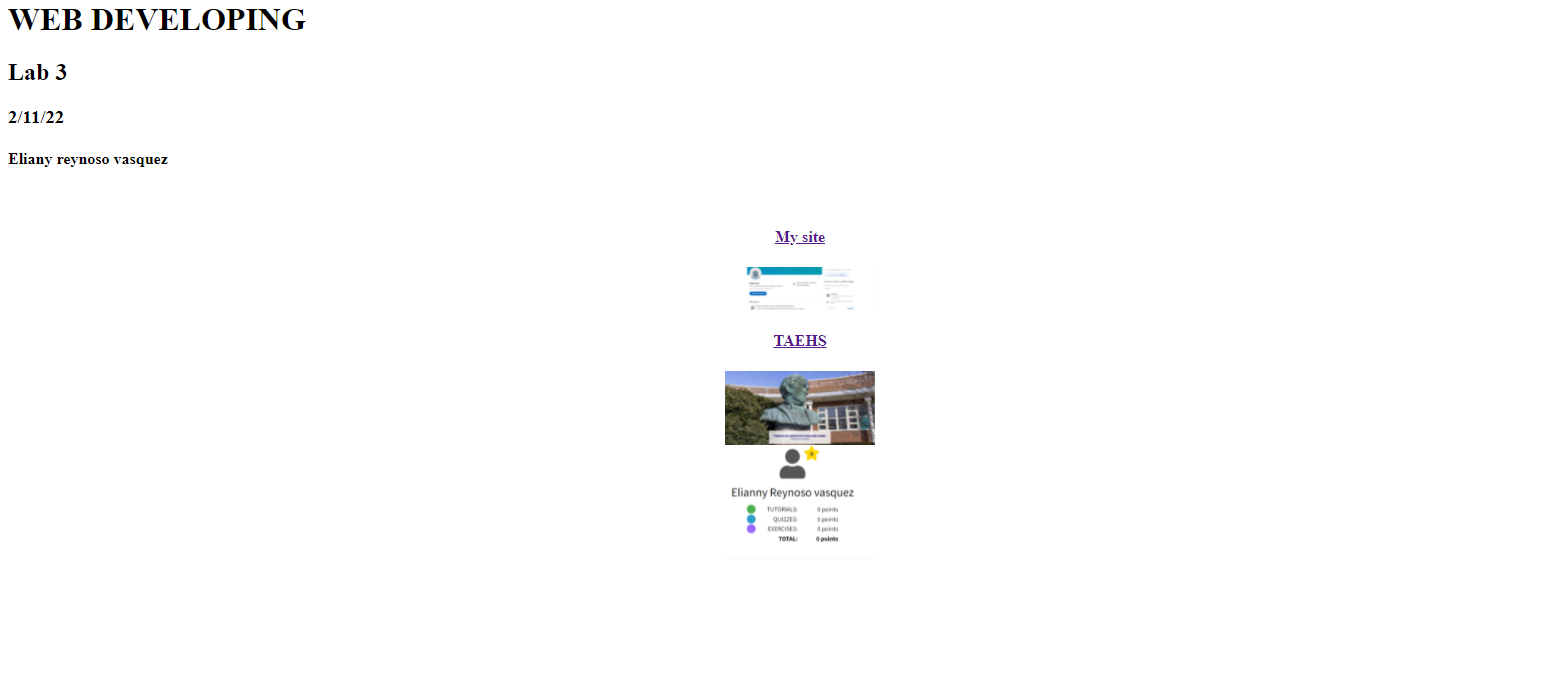 WEB DEVELOPING
Lab 3
2/11/22
Eliany reynoso vasquez
My site
TAEHS
0
Elianny Reynoso vasquez
TUTORIALS: 0 points
QUIZZES: 0 points
EXERCISES: 0 points
TOTAL: 0 points